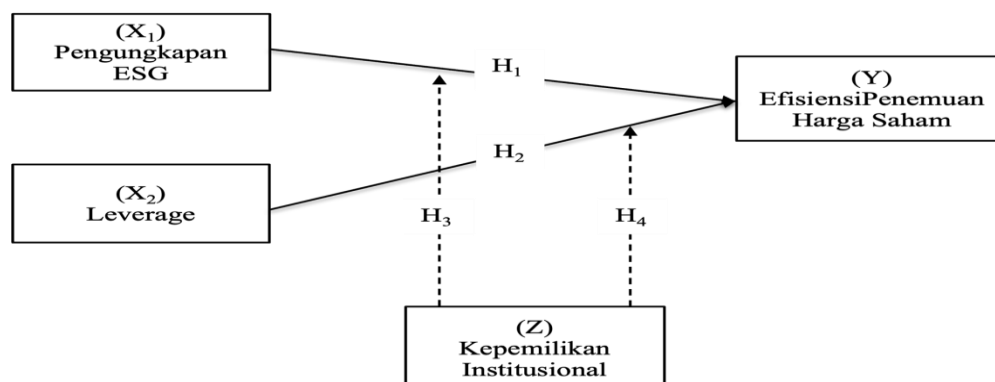 (X₁)
Pengungkapan
ESG
H₁
(Y)
EfisiensiPenemuan
Harga Saham
H₂
(X₂)
Leverage
H₃
H₄
(Z)
Kepemilikan
Institusional